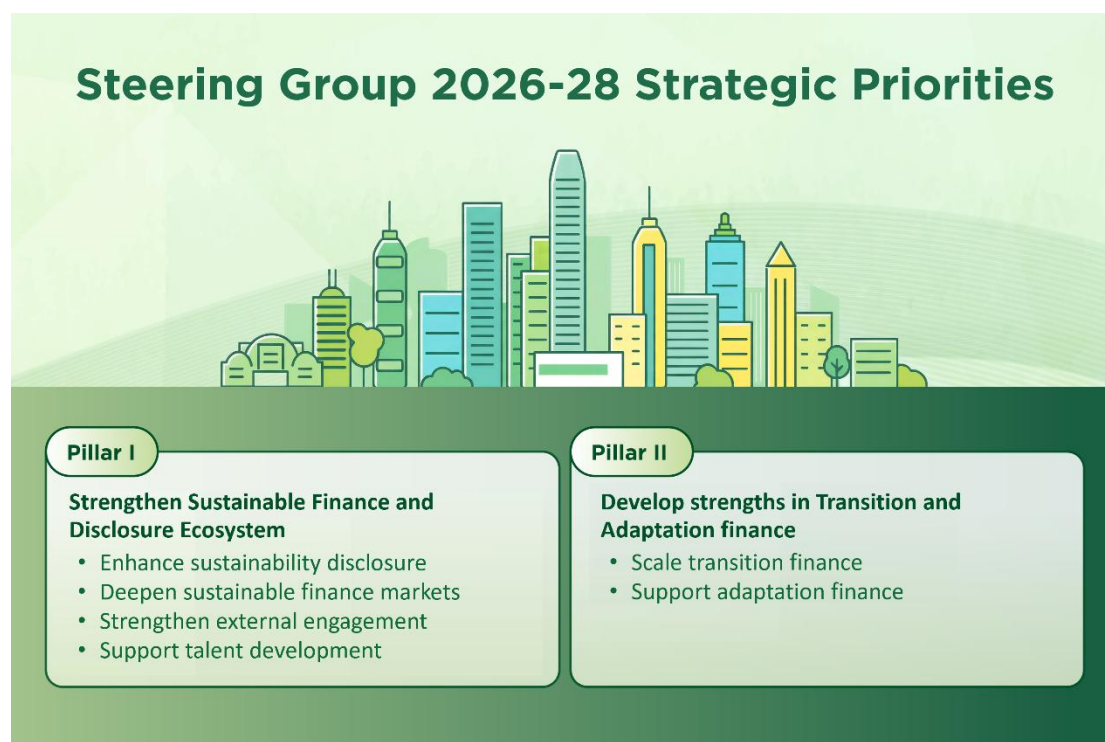 Steering Group 2026-28 Strategic Priorities
Pillar I
Strengthen Sustainable Finance and
Disclosure Ecosystem
• Enhance sustainability disclosure
• Deepen sustainable finance markets
• Strengthen external engagement
• Support talent development
Pillar II
Develop strengths in Transition and
Adaptation finance
• Scale transition finance
• Support adaptation finance